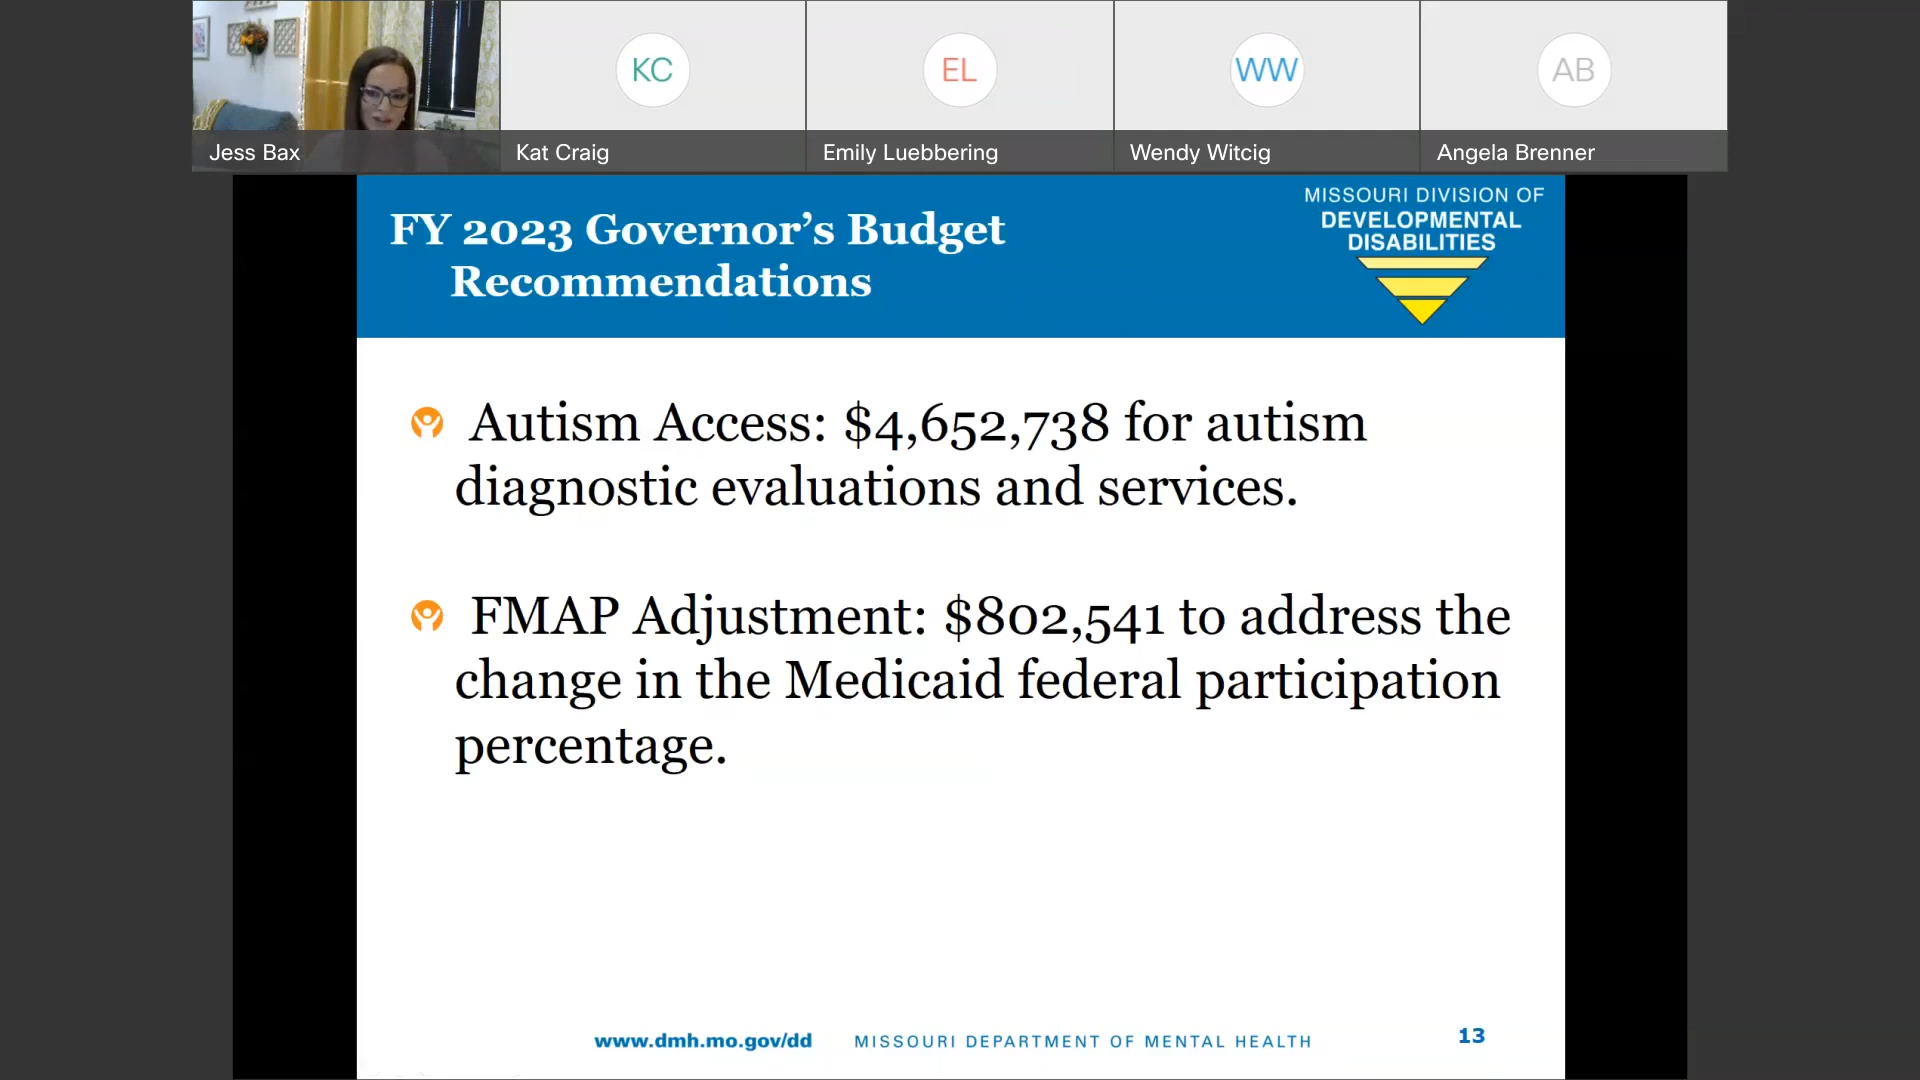 KC
EL
WW
AB
Jess Bax
Kat Craig
Emily Luebbering
Wendy Witcig
Angela Brenner
FY 2023 Governor’s Budget
Recommendations
MISSOURI DIVISION OF
DEVELOPMENTAL
DISABILITIES
Autism Access: $4,652,738 for autism
diagnostic evaluations and services.
FMAP Adjustment: $802,541 to address the
change in the Medicaid federal participation
percentage.
www.dmh.mo.gov/dd MISSOURI DEPARTMENT OF MENTAL HEALTH 13